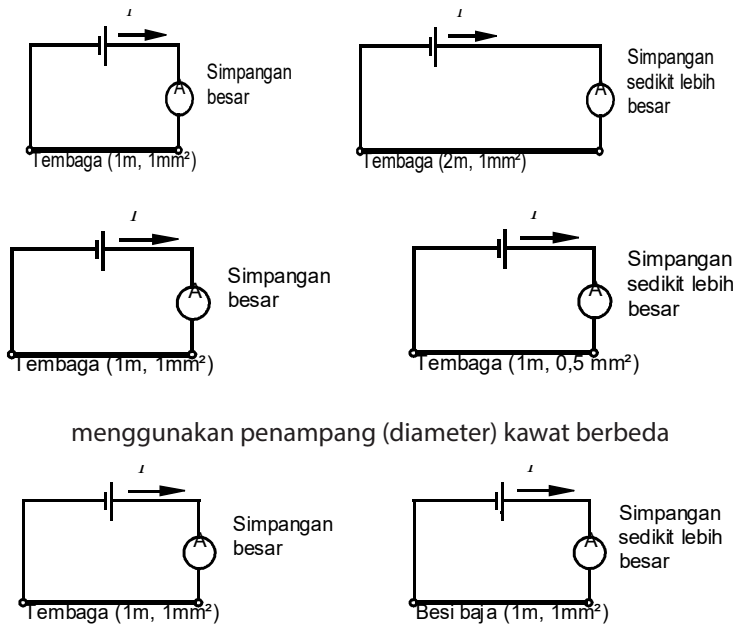 I
Simpangan
besar
A
Tembaga (1m, 1mm²)
I
Simpangan
sedikit lebih
besar
A
Tembaga (2m, 1mm²)
I
Simpangan
besar
A
Tembaga (1m, 1mm²)
I
Simpangan
sedikit lebih
besar
A
Tembaga (1m, 0,5 mm²)
menggunakan penampang (diameter) kawat berbeda
I
Simpangan
besar
A
Tembaga (1m, 1mm²)
I
Simpangan
sedikit lebih
besar
A
Besi baja (1m, 1mm²)